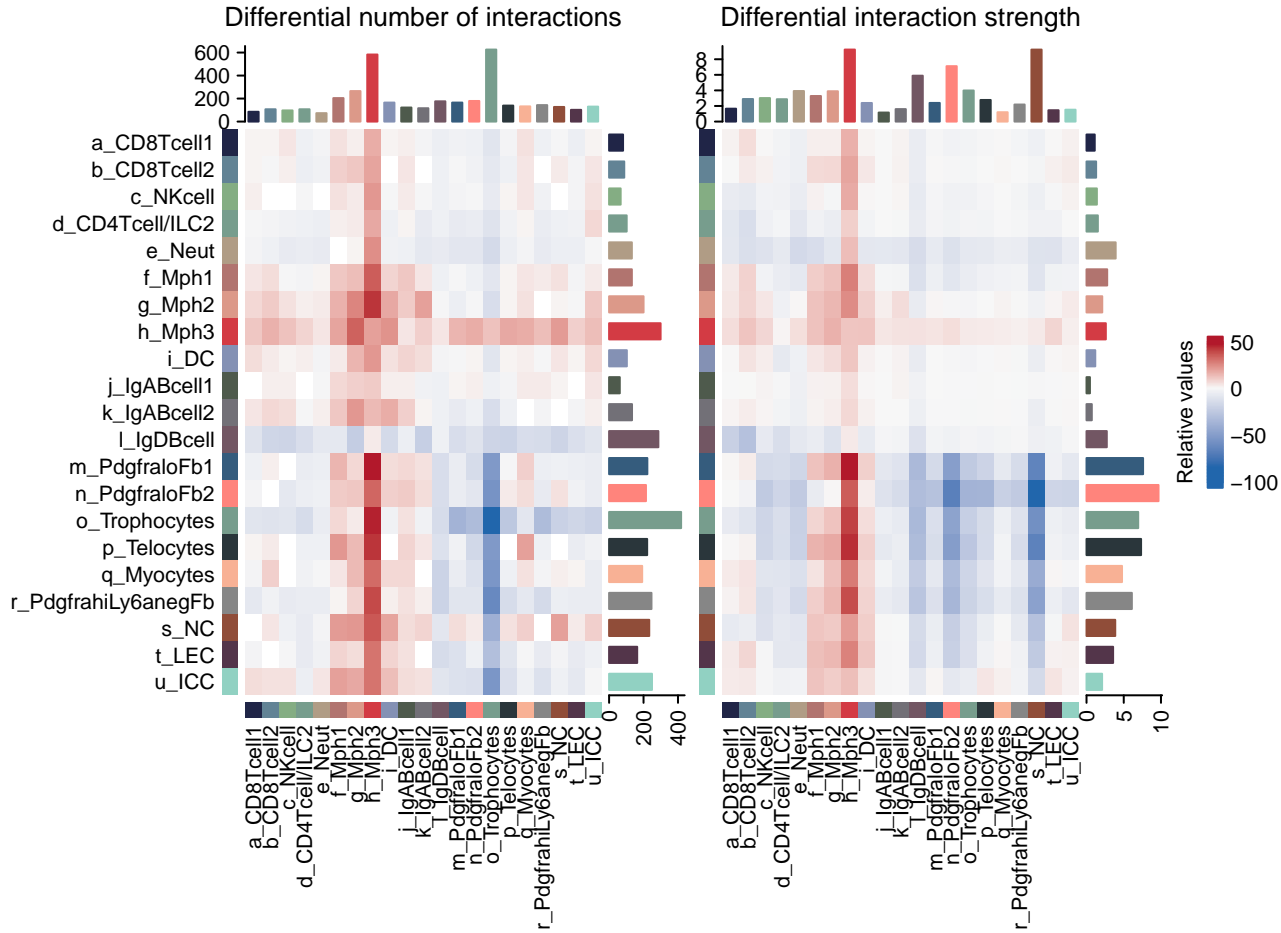 Differential number of interactions
Differential interaction strength
600
400
200
0
8
6
4
2
0
a_CD8Tcell1
b_CD8Tcell2
c_NKcell
d_CD4Tcell/ILC2
e_Neut
f_Mph1
g_Mph2
h_Mph3
i_DC
j_IgABcell1
k_IgABcell2
l_IgDBcell
m_PdgfraloFb1
n_PdgfraloFb2
o_Trophocytes
p_Telocytes
q_Myocytes
r_PdgfrahiLy6anegFb
s_NC
t_LEC
u_ICC
0
200
400
0
5
10
a_CD8Tcell1
b_CD8Tcell2
c_NKcell
d_CD4Tcell/ILC2
e_Neut
f_Mph1
g_Mph2
h_Mph3
i_DC
j_IgABcell1
k_IgABcell2
l_IgDBcell
m_PdgfraloFb1
n_PdgfraloFb2
o_Trophocytes
p_Telocytes
q_Myocytes
r_PdgfrahiLy6anegFb
s_NC
t_LEC
u_ICC
a_CD8Tcell1
b_CD8Tcell2
c_NKcell
d_CD4Tcell/ILC2
e_Neut
f_Mph1
g_Mph2
h_Mph3
i_DC
j_IgABcell1
k_IgABcell2
l_IgDBcell
m_PdgfraloFb1
n_PdgfraloFb2
o_Trophocytes
p_Telocytes
q_Myocytes
r_PdgfrahiLy6anegFb
s_NC
t_LEC
u_ICC
Relative values
50
0
−50
−100